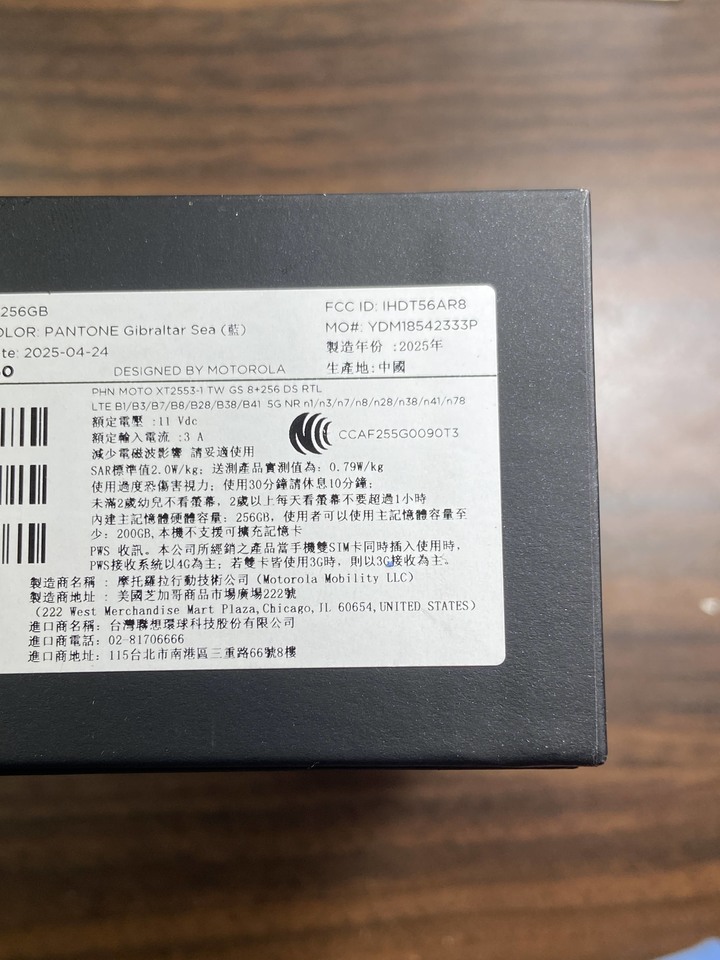 256GB
FCC ID: IHDT56AR8
OLOR: PANTONE Gibraltar Sea (藍)
MO#: YDM18542333P
te: 2025-04-24
製造年份 :2025年
DESIGNED BY MOTOROLA
生產地:中國
PHN MOTO XT2553-1 TW GS 8+256 DS RTL
LTE B1/B3/B7/B8/B28/B38/B41 5G NR n1/n3/n7/n8/n28/n38/n41/n78
額定電壓 :11 Vdc
額定輸入電流 :3 A
CCAF255G0090T3
減少電磁波影響 請妥適使用
SAR標準值2.0W/kg; 送測產品實測值為: 0.79W/kg
使用過度恐傷害視力; 使用30分鐘請休息10分鐘;
未滿2歲幼兒不看螢幕, 2歲以上每天看螢幕不要超過1小時
內建主記憶體硬體容量: 256GB, 使用者可以使用主記憶體容量至
少: 200GB,本機不支援可擴充記憶卡
PWS 收訊。本公司所經銷之產品當手機雙SIM卡同時插入使用時,
PWS接收系統以4G為主; 若雙卡皆使用3G時, 則以3G接收為主。
製造商名稱 : 摩托羅拉行動技術公司 (Motorola Mobility LLC)
製造商地址 : 美國芝加哥商品市場廣場222號
(222 West Merchandise Mart Plaza,Chicago,IL 60654,UNITED STATES)
進口商名稱: 台灣聯想環球科技股份有限公司
進口商電話: 02-81706666
進口商地址: 115台北市南港區三重路66號8樓